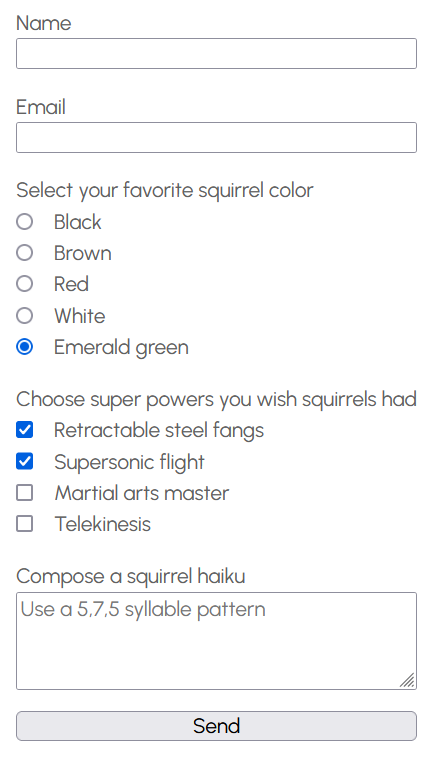 Name
Email
Select your favorite squirrel color
Black
Brown
Red
White
Emerald green
Choose super powers you wish squirrels had
Retractable steel fangs
Supersonic flight
Martial arts master
Telekinesis
Compose a squirrel haiku
Use a 5,7,5 syllable pattern
Send